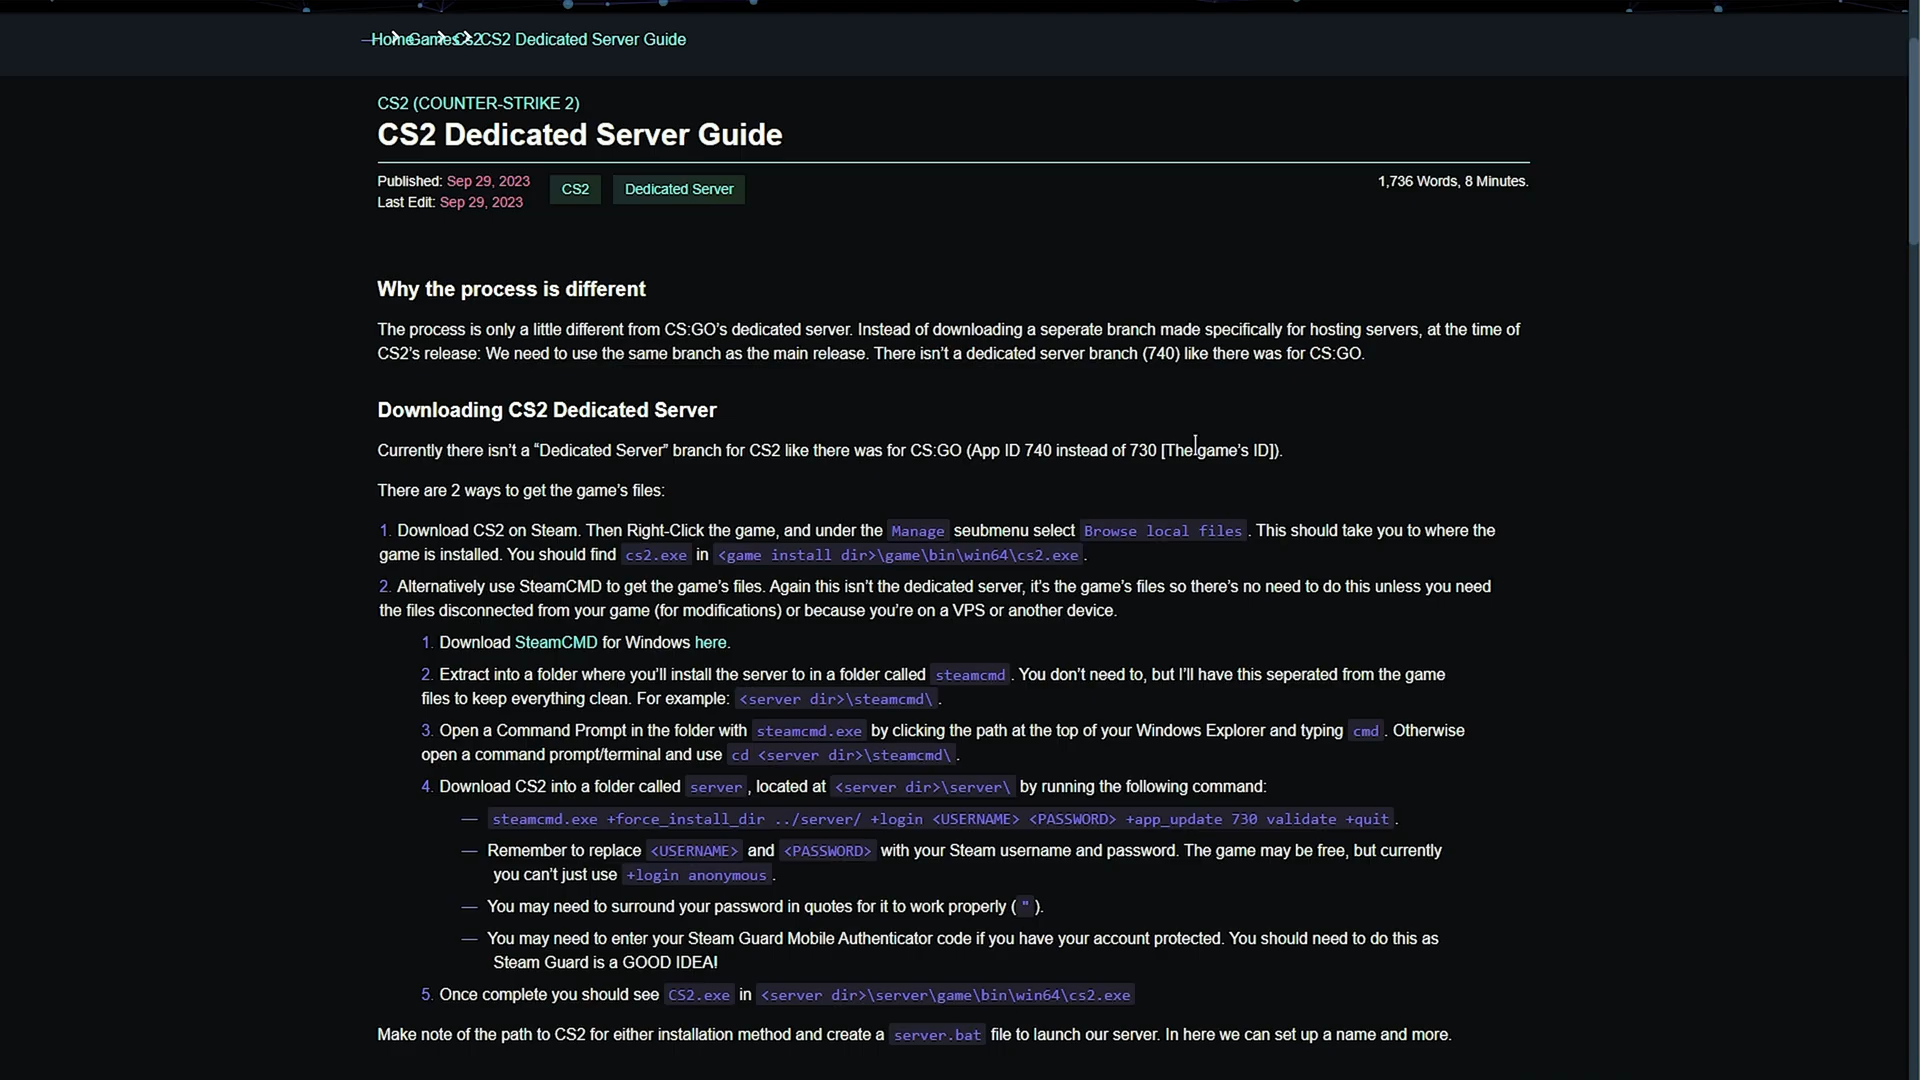 HomeGamesCs2CS2 Dedicated Server Guide
CS2 (COUNTER-STRIKE 2)
CS2 Dedicated Server Guide
Published: Sep 29, 2023
Last Edit: Sep 29, 2023
CS2
Dedicated Server
1,736 Words, 8 Minutes.
Why the process is different
The process is only a little different from CS:GO’s dedicated server. Instead of downloading a seperate branch made specifically for hosting servers, at the time of
CS2’s release: We need to use the same branch as the main release. There isn’t a dedicated server branch (740) like there was for CS:GO.
Downloading CS2 Dedicated Server
Currently there isn’t a “Dedicated Server” branch for CS2 like there was for CS:GO (App ID 740 instead of 730 [The game’s ID]).
There are 2 ways to get the game’s files:
1. Download CS2 on Steam. Then Right-Click the game, and under the Manage seubmenu select Browse local files. This should take you to where the
game is installed. You should find cs2.exe in <game install dir>\game\bin\win64\cs2.exe.
2. Alternatively use SteamCMD to get the game’s files. Again this isn’t the dedicated server, it’s the game’s files so there’s no need to do this unless you need
the files disconnected from your game (for modifications) or because you’re on a VPS or another device.
1. Download SteamCMD for Windows here.
2. Extract into a folder where you’ll install the server to in a folder called steamcmd. You don’t need to, but I’ll have this seperated from the game
files to keep everything clean. For example: <server dir>\steamcmd\.
3. Open a Command Prompt in the folder with steamcmd.exe by clicking the path at the top of your Windows Explorer and typing cmd. Otherwise
open a command prompt/terminal and use cd <server dir>\steamcmd\.
4. Download CS2 into a folder called server, located at <server dir>\server\ by running the following command:
— steamcmd.exe +force_install_dir ../server/ +login <USERNAME> <PASSWORD> +app_update 730 validate +quit.
— Remember to replace <USERNAME> and <PASSWORD> with your Steam username and password. The game may be free, but currently
you can’t just use +login anonymous.
— You may need to surround your password in quotes for it to work properly (").
— You may need to enter your Steam Guard Mobile Authenticator code if you have your account protected. You should need to do this as
Steam Guard is a GOOD IDEA!
5. Once complete you should see CS2.exe in <server dir>\server\game\bin\win64\cs2.exe
Make note of the path to CS2 for either installation method and create a server.bat file to launch our server. In here we can set up a name and more.